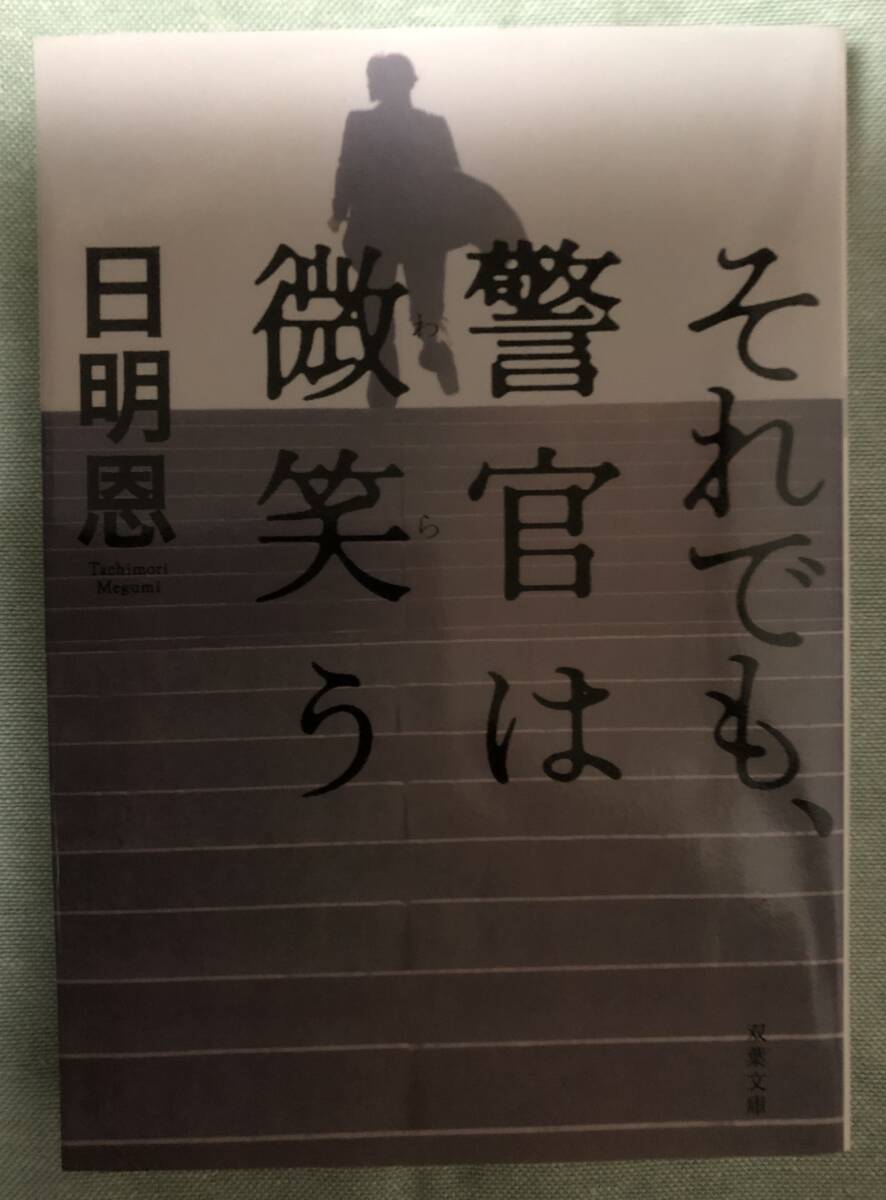 それでも、
警官は
微笑う
わら
日明恩
Tachimori
Megumi
双葉文庫